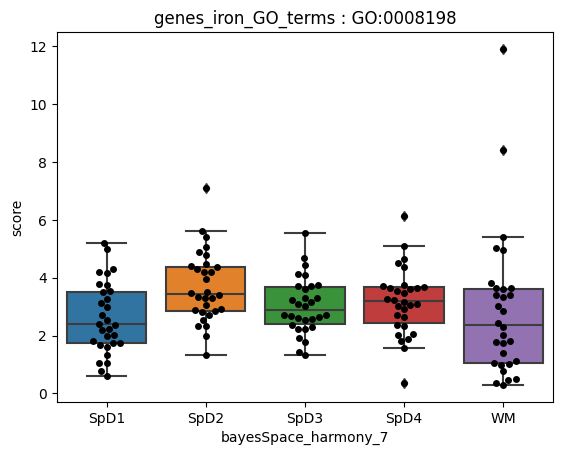 genes_iron_GO_terms : GO:0008198
12
10
8
6
4
2
0
score
SpD1 SpD2 SpD3 SpD4 WM
bayesSpace_harmony_7